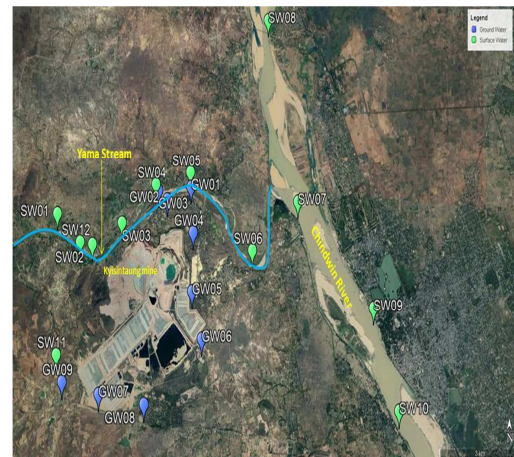 SW08
Legend
Ground Water
Surface Water
Yama Stream
SW05
SW04
GW01
GW02
GW03
SW01
SW07
SW12
SW03
GW04
SW02
SW06
Kyisintaung mine
Chindwin River
GW05
SW09
GW06
SW11
GW09
GW07
GW08
SW10
N